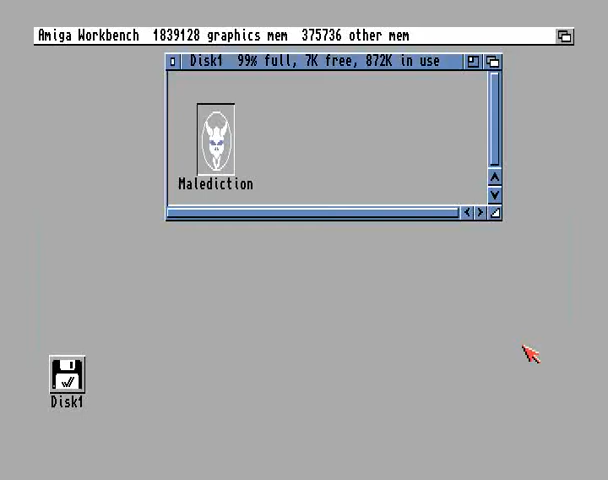 Amiga Workbench 1839128 graphics mem 375736 other mem
Disk1 99% full, 7K free, 872K in use
Malediction
Disk1